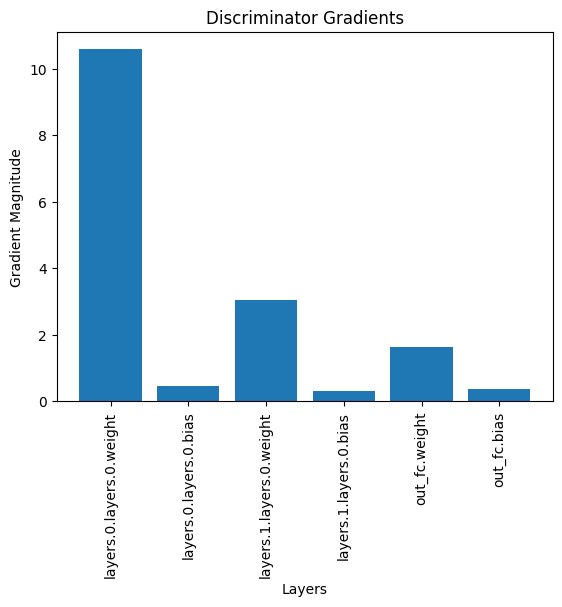 Discriminator Gradients
Gradient Magnitude
10
8
6
4
2
0
layers.0.layers.0.weight
layers.0.layers.0.bias
layers.1.layers.0.weight
layers.1.layers.0.bias
out_fc.weight
out_fc.bias
Layers